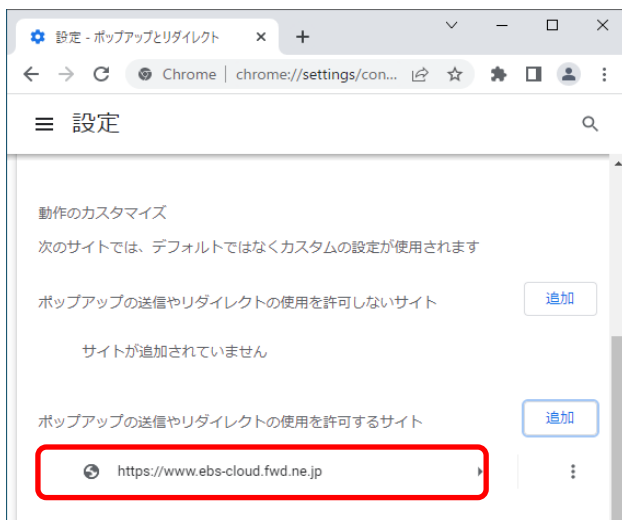 設定 - ポップアップとリダイレクト
Chrome | chrome://settings/con...
設定
動作のカスタマイズ
次のサイトでは、デフォルトではなくカスタムの設定が使用されます
ポップアップの送信やリダイレクトの使用を許可しないサイト 追加
サイトが追加されていません
ポップアップの送信やリダイレクトの使用を許可するサイト 追加
https://www.ebs-cloud.fwd.ne.jp